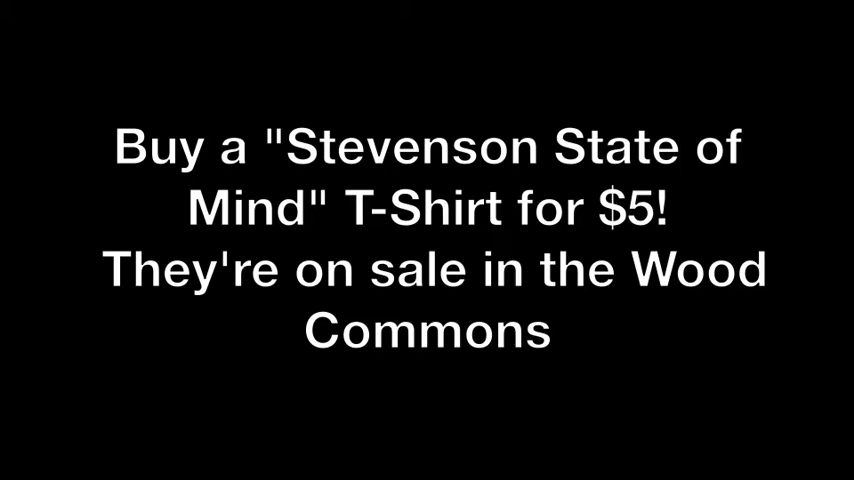 Buy a "Stevenson State of
Mind" T-Shirt for $5!
They're on sale in the Wood
Commons